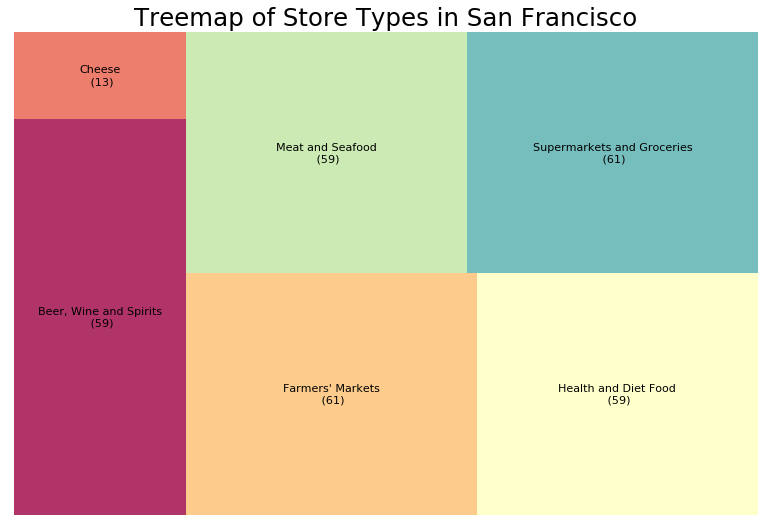 Treemap of Store Types in San Francisco
Cheese
(13)
Meat and Seafood
(59)
Supermarkets and Groceries
(61)
Beer, Wine and Spirits
(59)
Farmers' Markets
(61)
Health and Diet Food
(59)